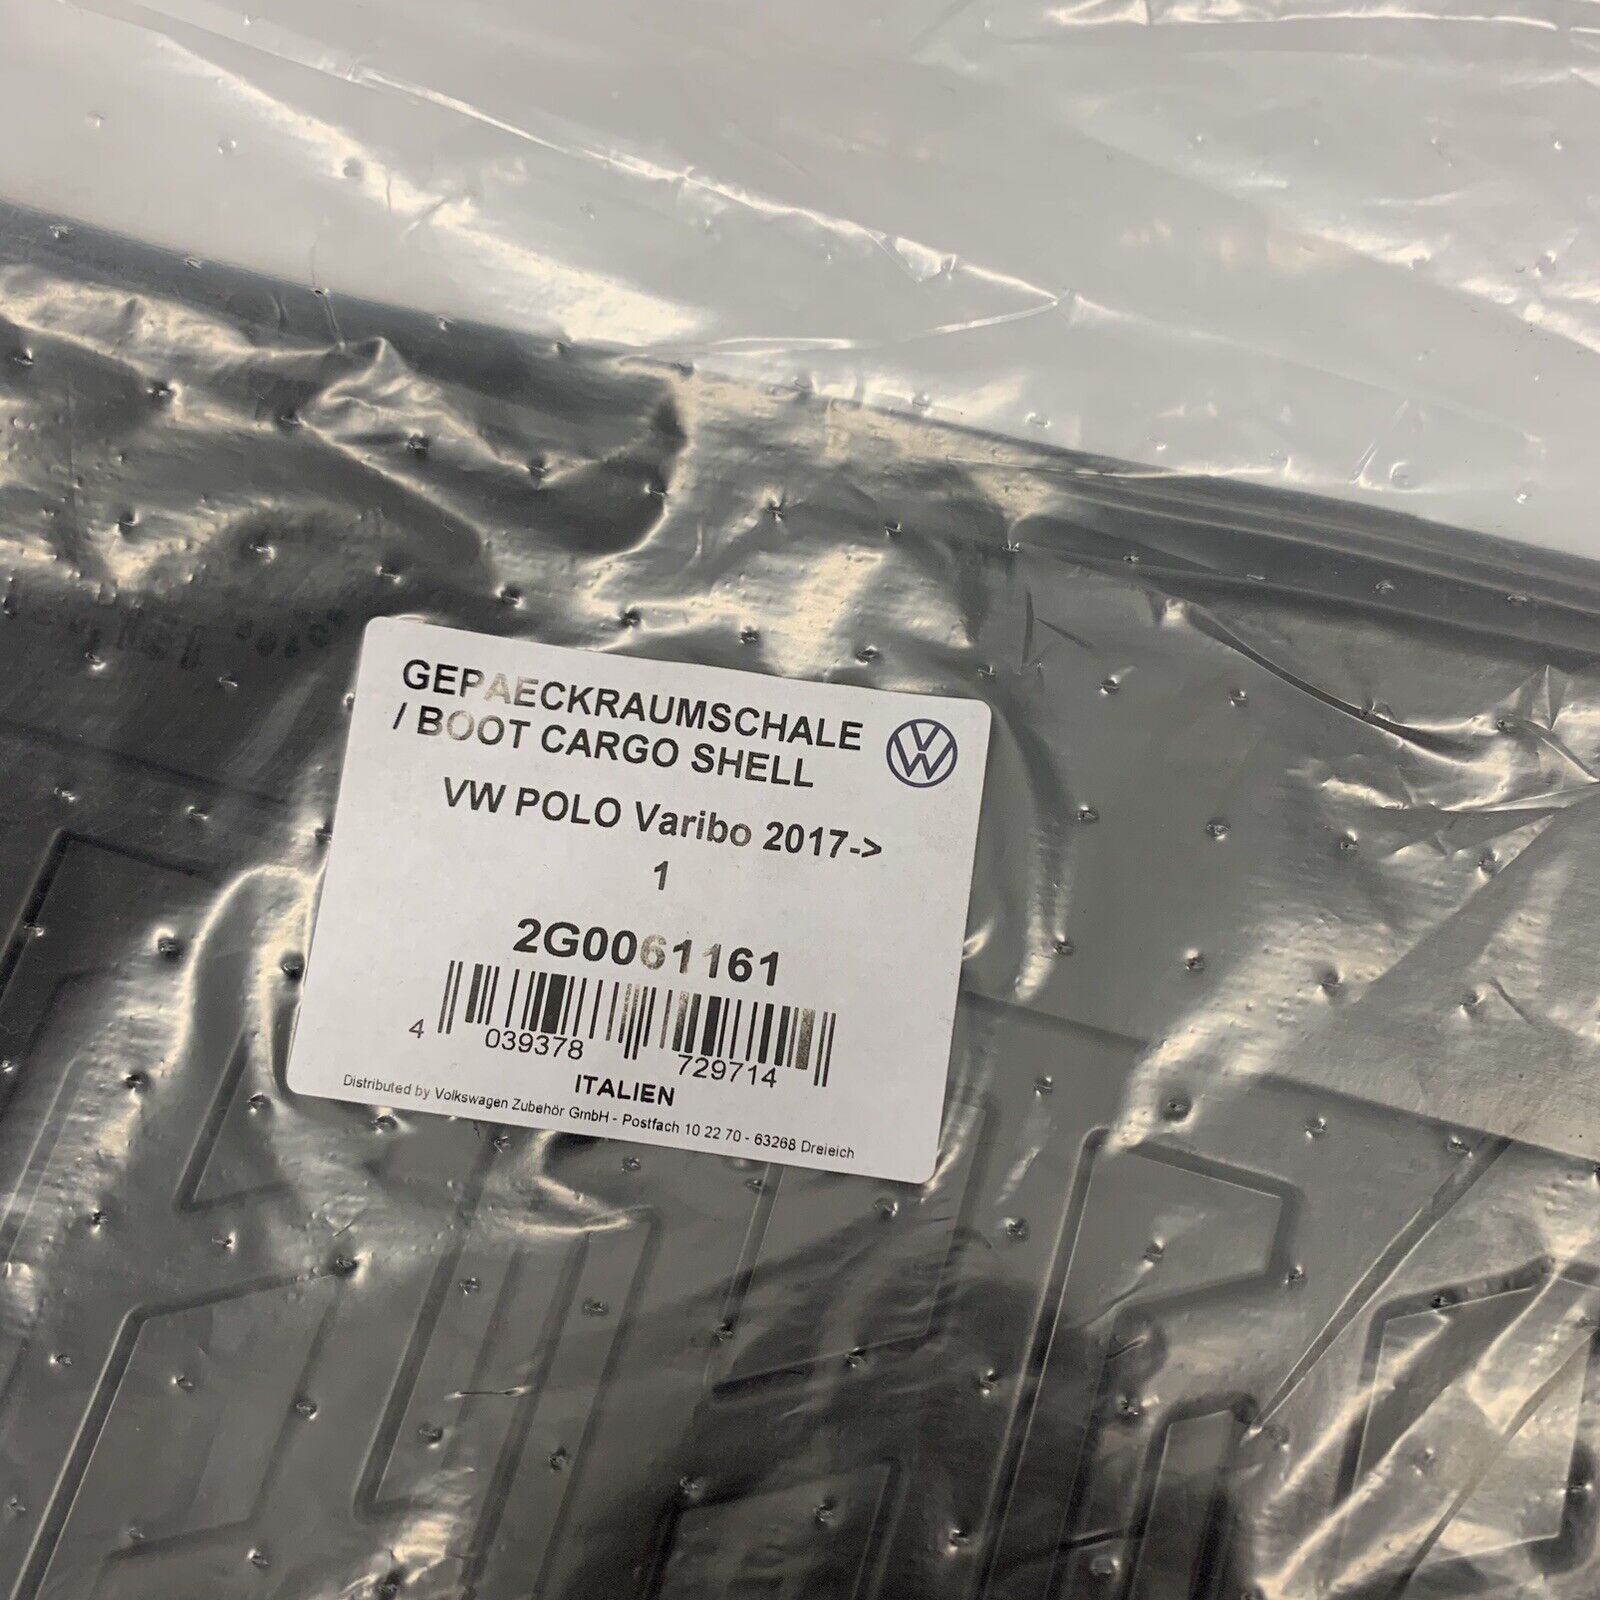 GEPAECKRAUMSCHALE
/ BOOT CARGO SHELL
VW POLO Varibo 2017->
1
2G0061161
4 039378 729714
ITALIEN
Distributed by Volkswagen Zubehör GmbH - Postfach 10 22 70 - 63268 Dreieich